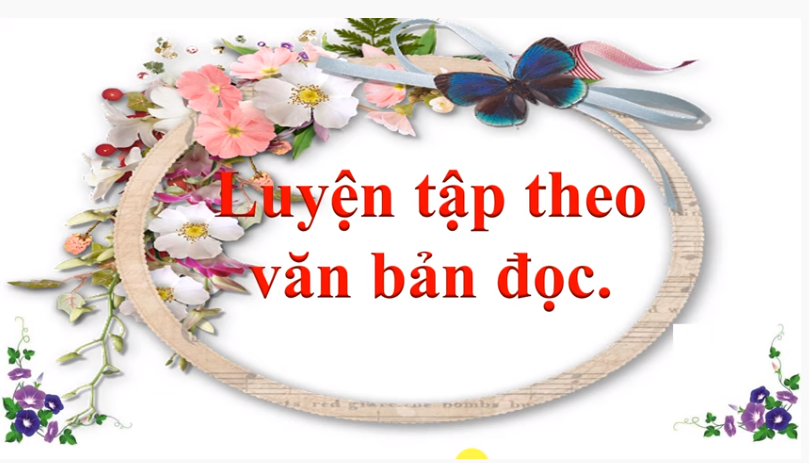 Luyện tập theo
văn bản đọc.